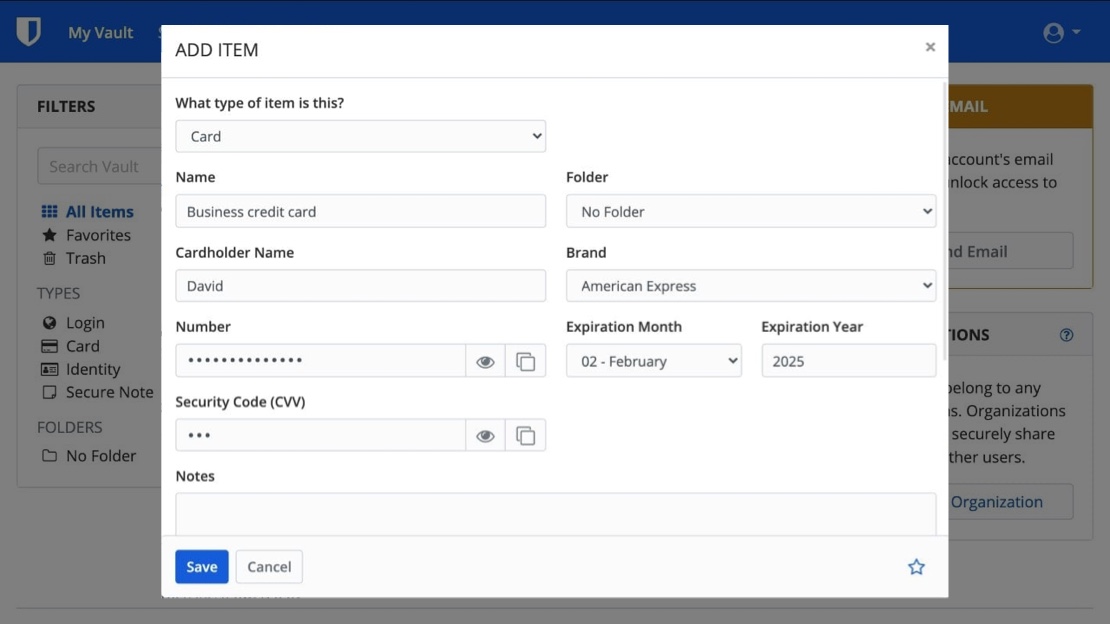 My Vault
ADD ITEM
×
What type of item is this?
Card
Name
Folder
Business credit card
No Folder
Cardholder Name
Brand
David
American Express
Number
Expiration Month
Expiration Year
••••••••••••••
02 - February
2025
Security Code (CVV)
•••
Notes
Save
Cancel
FILTERS
Search Vault
All Items
Favorites
Trash
TYPES
Login
Card
Identity
Secure Note
FOLDERS
No Folder
MAIL
account's email
unlock access to
nd Email
IONS
belong to any
s. Organizations
securely share
ther users.
Organization